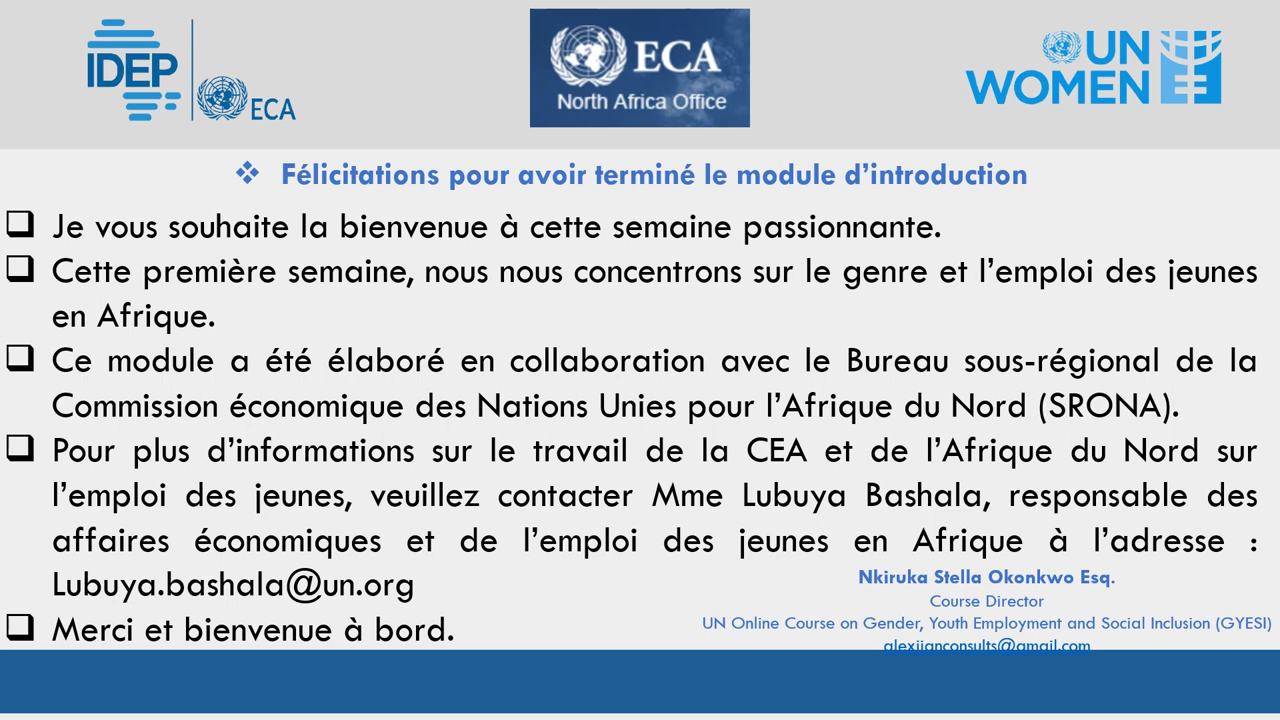 IDEP
ECA
ECA
North Africa Office
UN
WOMEN
❖ Félicitations pour avoir terminé le module d’introduction
❑ Je vous souhaite la bienvenue à cette semaine passionnante.
❑ Cette première semaine, nous nous concentrons sur le genre et l’emploi des jeunes
en Afrique.
❑ Ce module a été élaboré en collaboration avec le Bureau sous-régional de la
Commission économique des Nations Unies pour l’Afrique du Nord (SRONA).
❑ Pour plus d’informations sur le travail de la CEA et de l’Afrique du Nord sur
l’emploi des jeunes, veuillez contacter Mme Lubuya Bashala, responsable des
affaires économiques et de l’emploi des jeunes en Afrique à l’adresse :
Lubuya.bashala@un.org
❑ Merci et bienvenue à bord.
Nkiruka Stella Okonkwo Esq.
Course Director
UN Online Course on Gender, Youth Employment and Social Inclusion (GYESI)